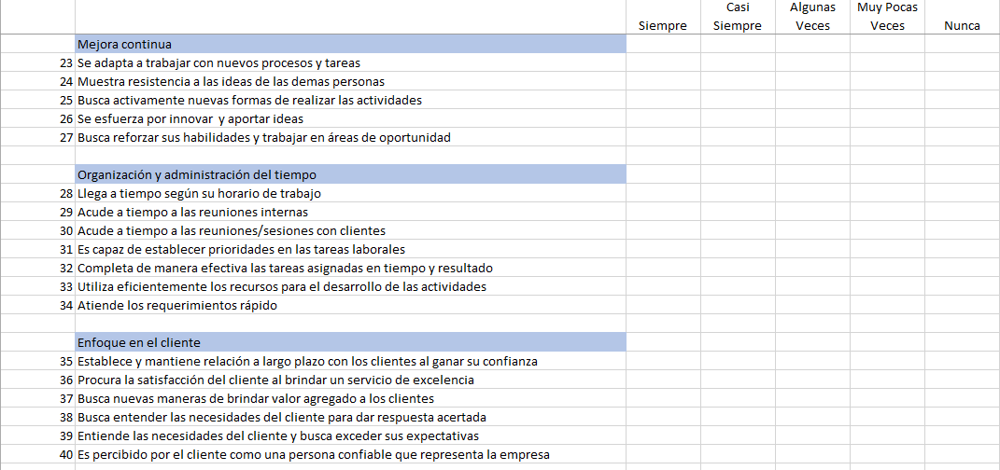 Siempre Casi Siempre Algunas Veces Muy Pocas Veces Nunca
Mejora continua
23 Se adapta a trabajar con nuevos procesos y tareas
24 Muestra resistencia a las ideas de las demas personas
25 Busca activamente nuevas formas de realizar las actividades
26 Se esfuerza por innovar  y aportar ideas
27 Busca reforzar sus habilidades y trabajar en áreas de oportunidad
Organización y administración del tiempo
28 Llega a tiempo según su horario de trabajo
29 Acude a tiempo a las reuniones internas
30 Acude a tiempo a las reuniones/sesiones con clientes
31 Es capaz de establecer prioridades en las tareas laborales
32 Completa de manera efectiva las tareas asignadas en tiempo y resultado
33 Utiliza eficientemente los recursos para el desarrollo de las actividades
34 Atiende los requerimientos rápido
Enfoque en el cliente
35 Establece y mantiene relación a largo plazo con los clientes al ganar su confianza
36 Procura la satisfacción del cliente al brindar un servicio de excelencia
37 Busca nuevas maneras de brindar valor agregado a los clientes
38 Busca entender las necesidades del cliente para dar respuesta acertada
39 Entiende las necesidades del cliente y busca exceder sus expectativas
40 Es percibido por el cliente como una persona confiable que representa la empresa